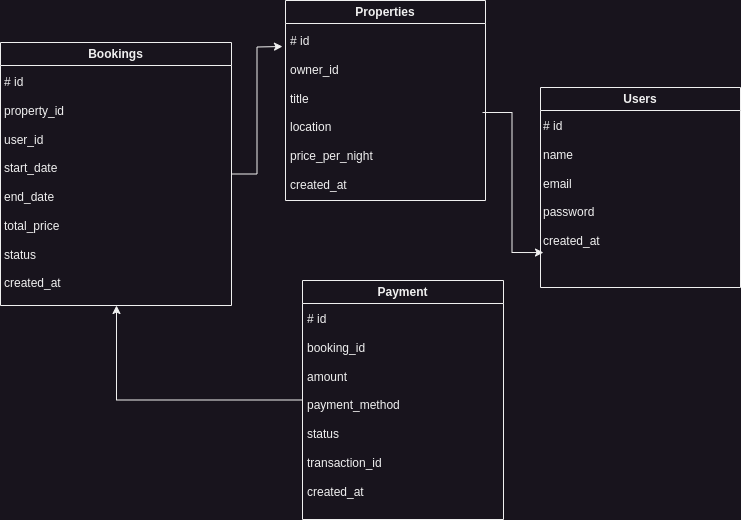 Properties
# id
owner_id
title
location
price_per_night
created_at
Bookings
# id
property_id
user_id
start_date
end_date
total_price
status
created_at
Users
# id
name
email
password
created_at
Payment
# id
booking_id
amount
payment_method
status
transaction_id
created_at